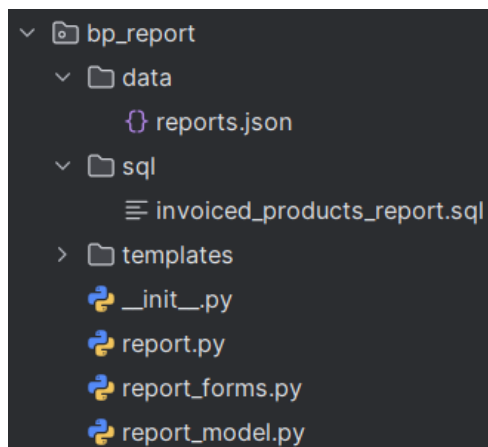 bp_report
data
reports.json
sql
invoiced_products_report.sql
templates
__init__.py
report.py
report_forms.py
report_model.py